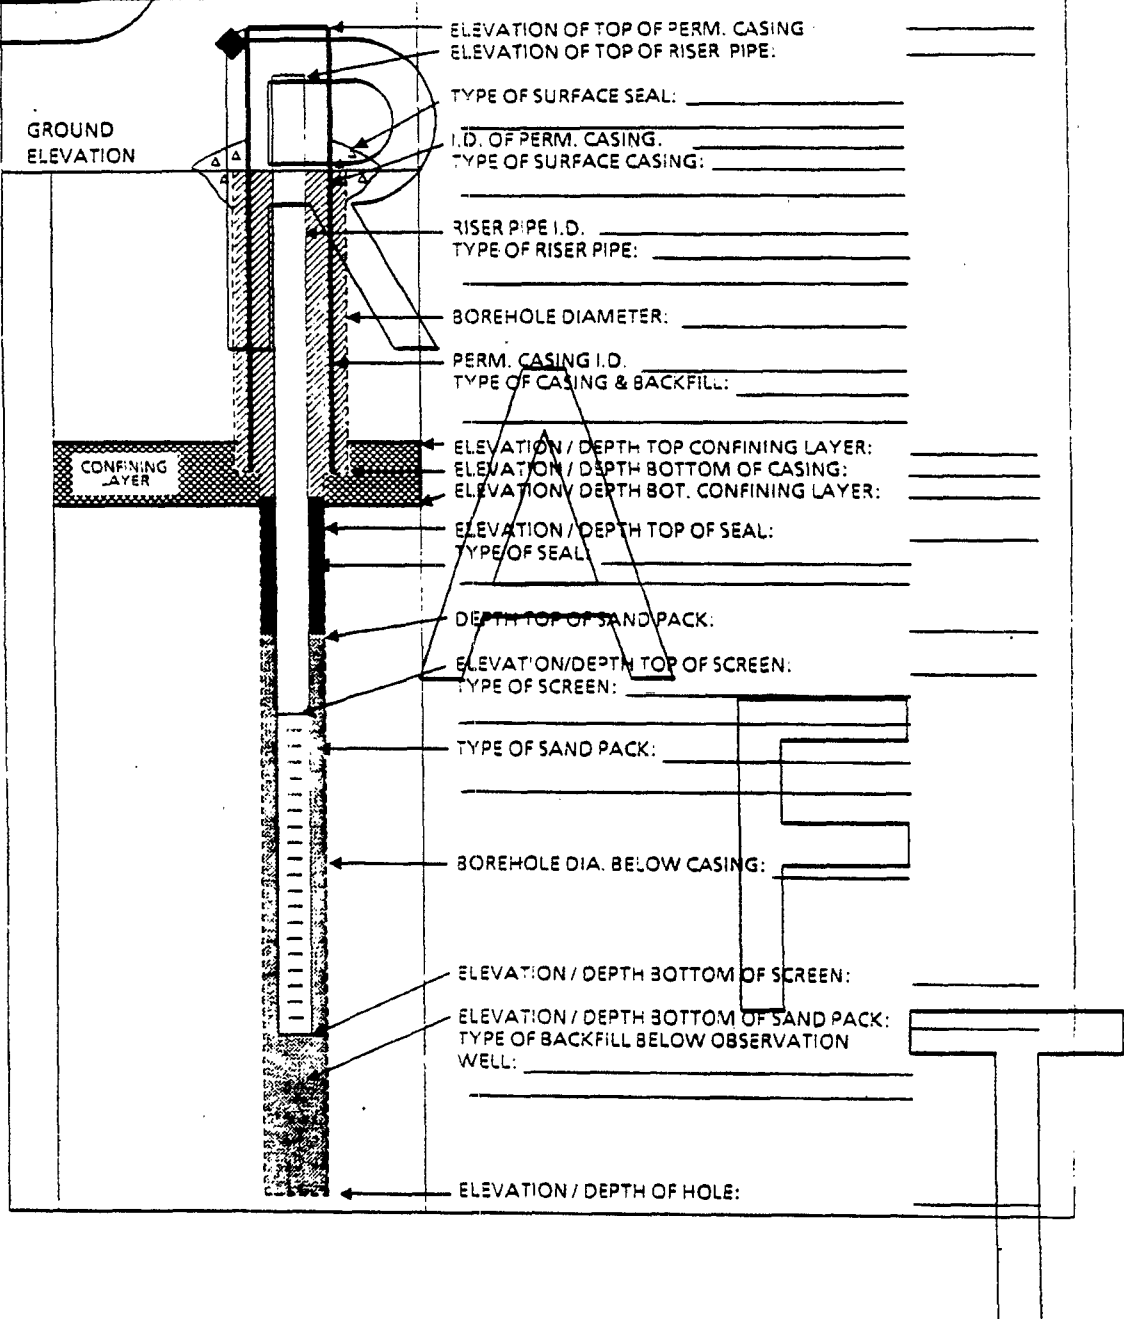 ELEVATION OF TOP OF PERM. CASING
ELEVATION OF TOP OF RISER PIPE:
TYPE OF SURFACE SEAL:
GROUND
ELEVATION
I.D. OF PERM. CASING.
TYPE OF SURFACE CASING:
RISER PIPE I.D.
TYPE OF RISER PIPE:
BOREHOLE DIAMETER:
PERM. CASING I.D.
TYPE OF CASING & BACKFILL:
ELEVATION / DEPTH TOP CONFINING LAYER:
CONFINING
LAYER
ELEVATION / DEPTH BOTTOM OF CASING:
ELEVATION / DEPTH BOT. CONFINING LAYER:
ELEVATION / DEPTH TOP OF SEAL:
TYPE OF SEAL:
DEPTH TOP OF SAND PACK:
ELEVATION/DEPTH TOP OF SCREEN:
TYPE OF SCREEN:
TYPE OF SAND PACK:
BOREHOLE DIA. BELOW CASING:
ELEVATION / DEPTH BOTTOM OF SCREEN:
ELEVATION / DEPTH BOTTOM OF SAND PACK:
TYPE OF BACKFILL BELOW OBSERVATION
WELL:
ELEVATION / DEPTH OF HOLE:
RAFT